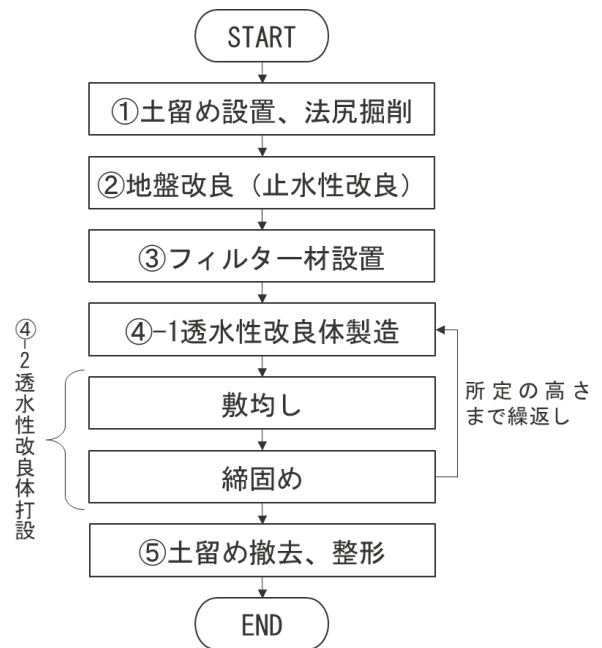 START
①土留め設置、法尻掘削
②地盤改良（止水性改良）
③フィルター材設置
④-1透水性改良体製造
④-2透水性改良体打設
敷均し
締固め
所定の高さ
まで繰返し
⑤土留め撤去、整形
END